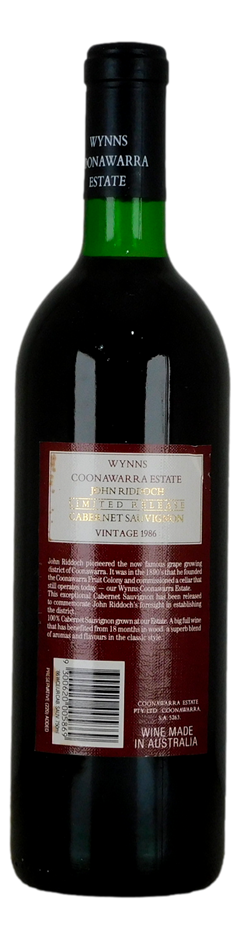 WYNNS
COONAWARRA
ESTATE
WYNNS
COONAWARRA ESTATE
JOHN RIDDOCH
LIMITED RELEASE
CABERNET SAUVIGNON
VINTAGE 1986
John Riddoch pioneered the now famous grape growing
district of Coonawarra. It was in the 1890's that he founded
the Coonawarra Fruit Colony and commissioned a cellar that
still operates today — our Wynns Coonawarra Estate.
This exceptional Cabernet Sauvignon has been released
to commemorate John Riddoch's foresight in establishing
the district.
100% Cabernet Sauvignon grown at our Estate. A big full wine
that has benefited from 18 months in wood: a superb blend
of aromas and flavours in the classic style.
COONAWARRA ESTATE
PTY. LTD. COONAWARRA,
S.A. 5263.
WINE MADE
IN AUSTRALIA
PRESERVATIVE (220) ADDED